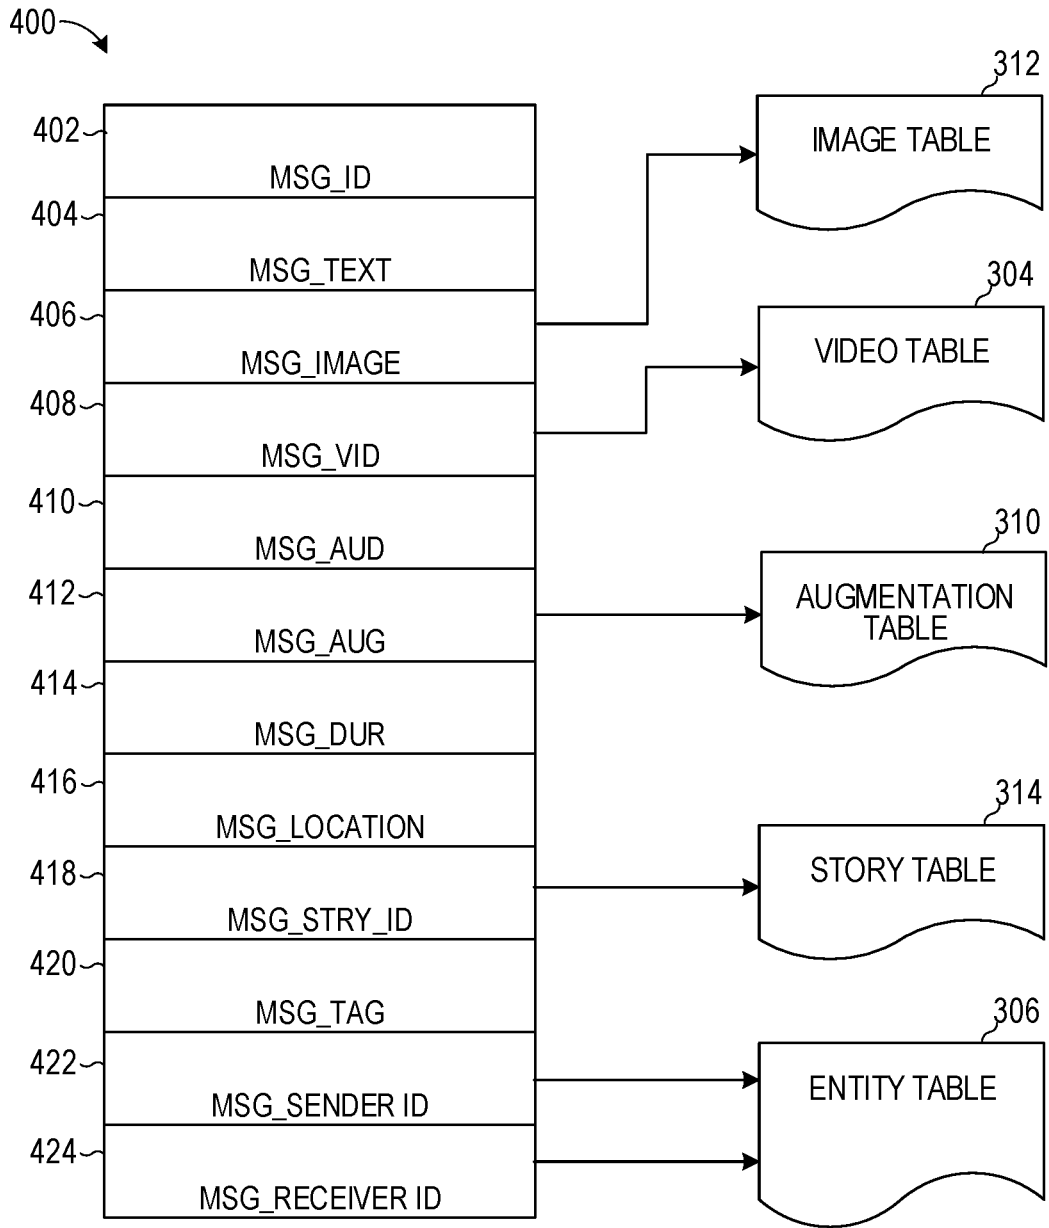 400
402
MSG_ID
404
MSG_TEXT
406
MSG_IMAGE
408
MSG_VID
410
MSG_AUD
412
MSG_AUG
414
MSG_DUR
416
MSG_LOCATION
418
MSG_STRY_ID
420
MSG_TAG
422
MSG_SENDER ID
424
MSG_RECEIVER ID
312
IMAGE TABLE
304
VIDEO TABLE
310
AUGMENTATION
TABLE
314
STORY TABLE
306
ENTITY TABLE